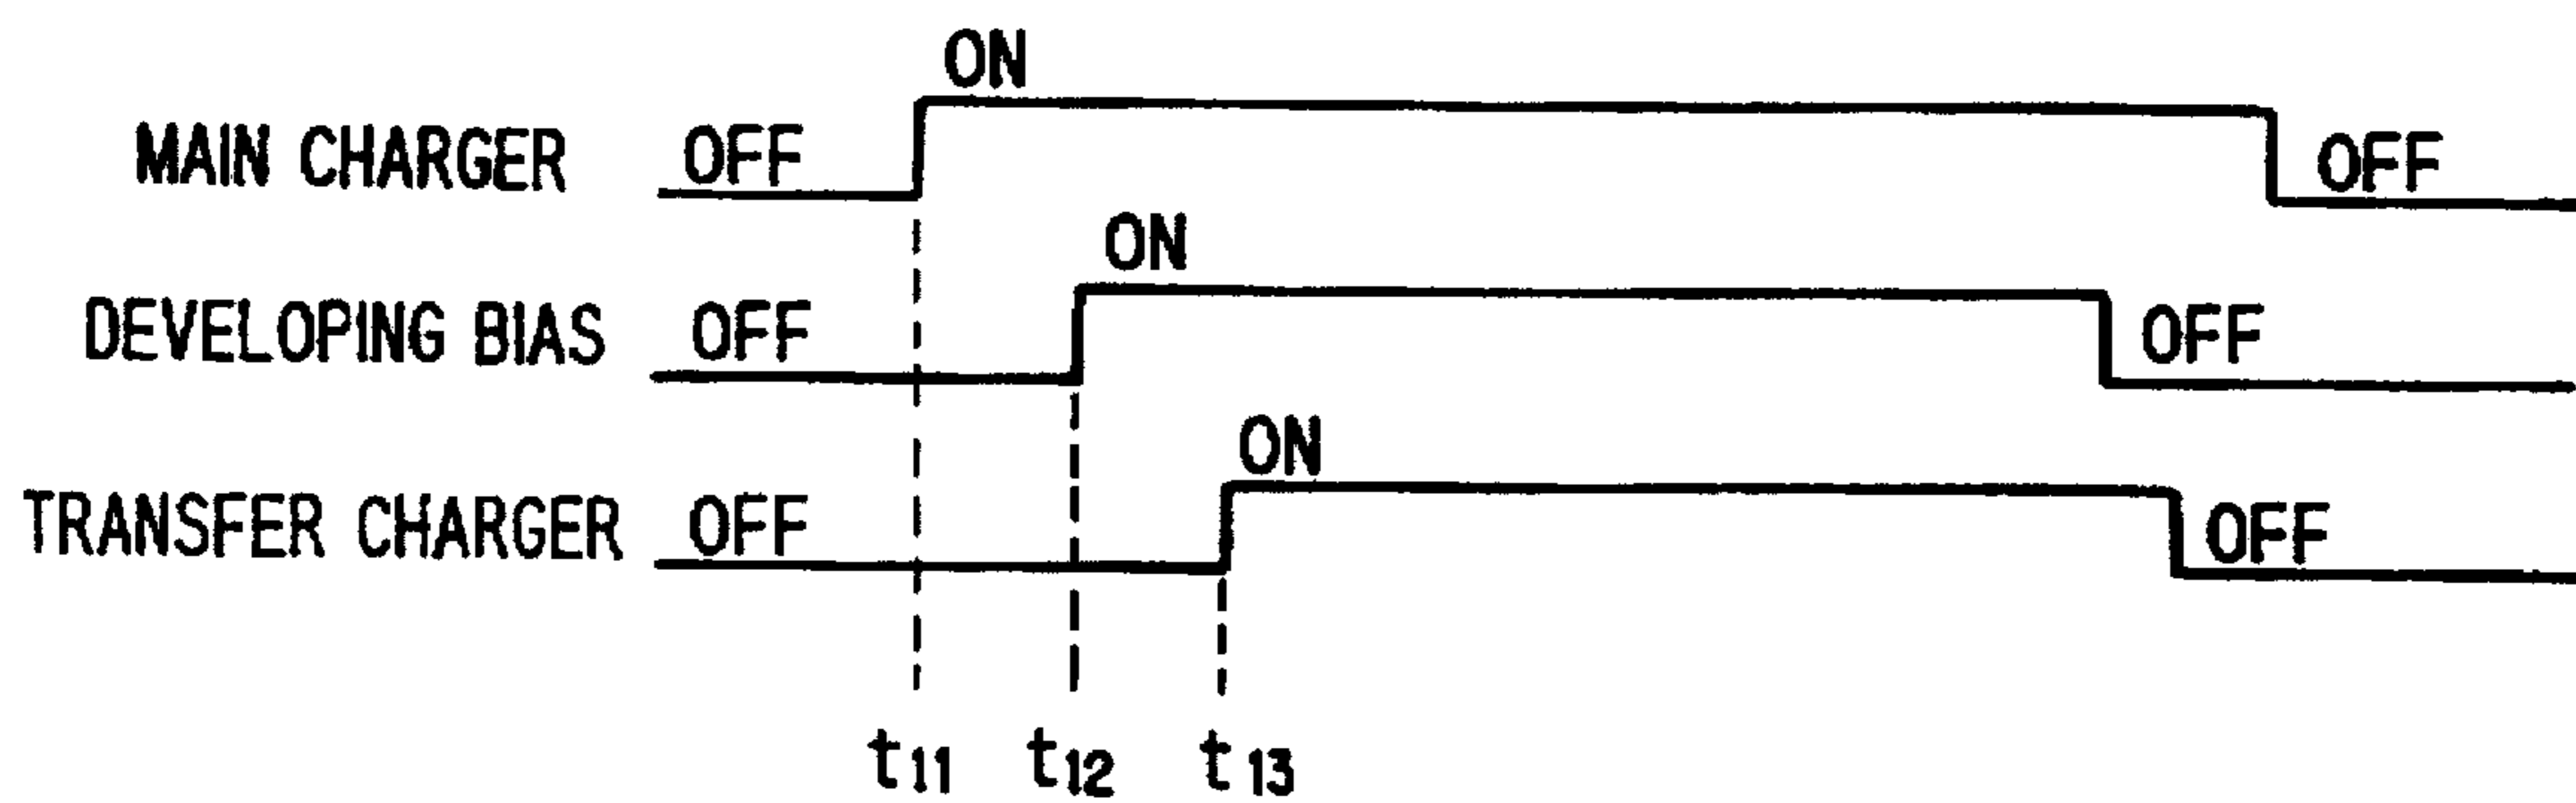 ON
MAIN CHARGER OFF OFF
ON
DEVELOPING BIAS OFF OFF
ON
TRANSFER CHARGER OFF OFF
t11 t12 t13